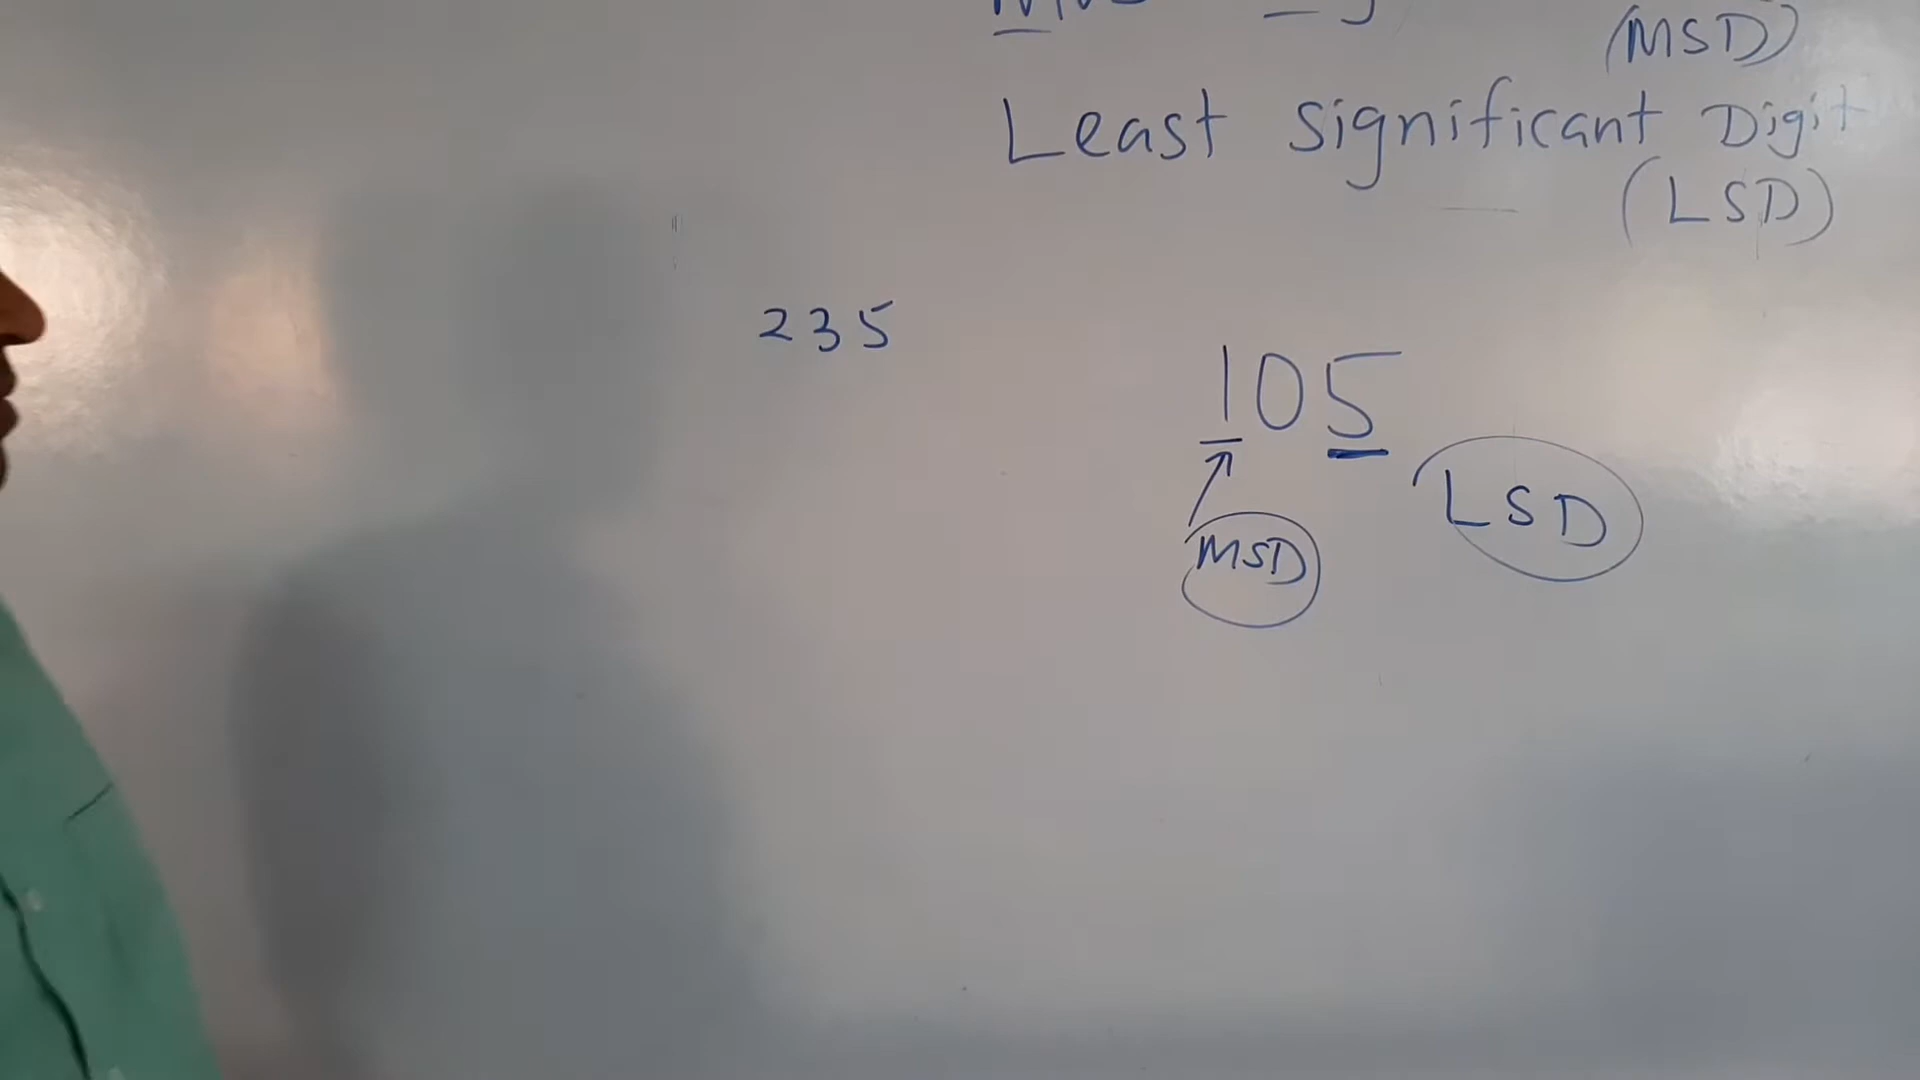 (MSD)
Least Significant Digit
(LSD)
235
105
LSD
MSD